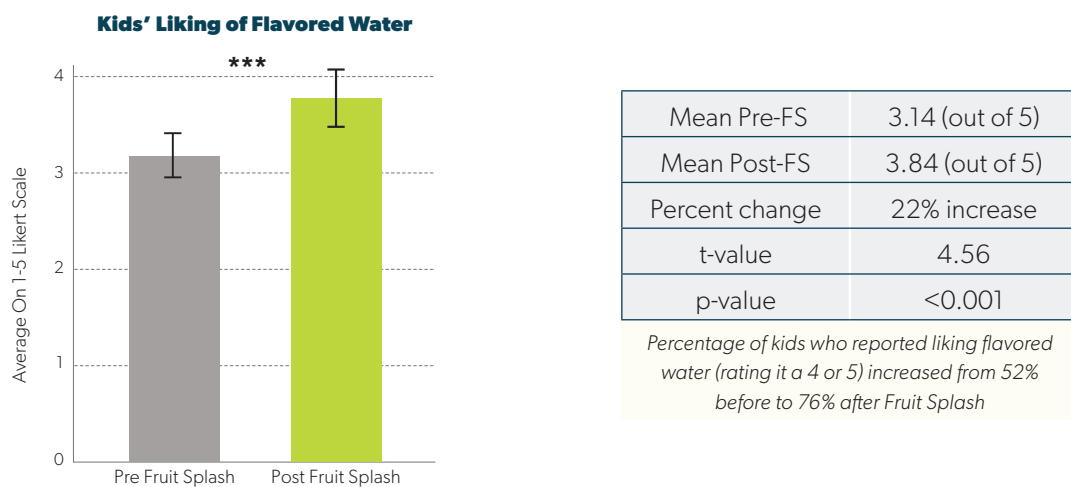 Kids' Liking of Flavored Water
***
4
3
2
1
0
Average On 1-5 Likert Scale
Pre Fruit Splash
Post Fruit Splash
Mean Pre-FS 3.14 (out of 5)
Mean Post-FS 3.84 (out of 5)
Percent change 22% increase
t-value 4.56
p-value <0.001
Percentage of kids who reported liking flavored
water (rating it a 4 or 5) increased from 52%
before to 76% after Fruit Splash